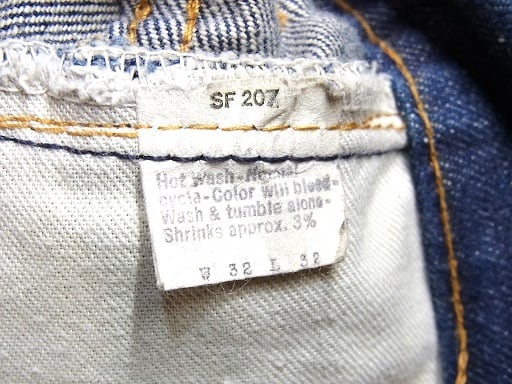 SF 207
Hot Wash-Normal
cycle-Color will bleed-
Wash & tumble alone-
Shrinks approx. 3%
W 32 L 32